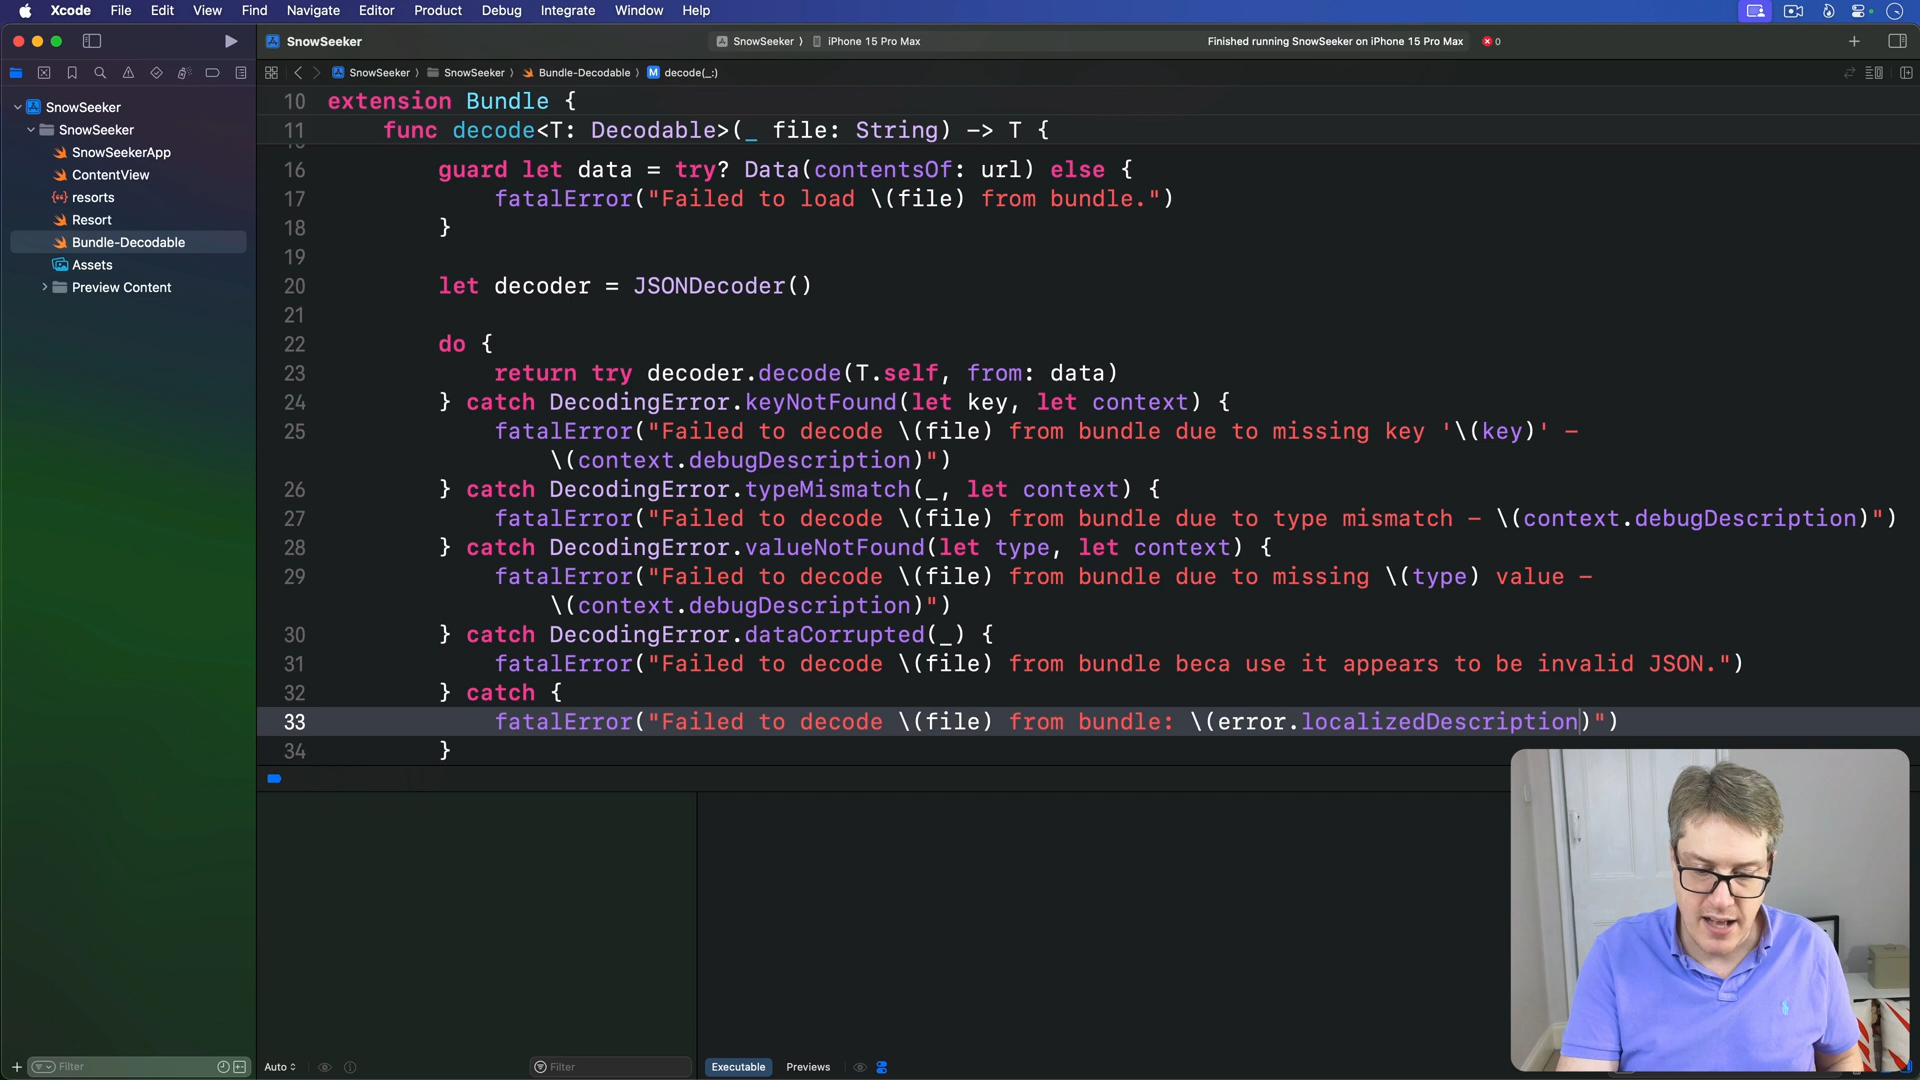 Xcode File Edit View Find Navigate Editor Product Debug Integrate Window Help
SnowSeeker
SnowSeeker 〉 iPhone 15 Pro Max
Finished running SnowSeeker on iPhone 15 Pro Max
0
SnowSeeker 〉 SnowSeeker 〉 Bundle-Decodable 〉 M decode(_:)
SnowSeeker
SnowSeeker
SnowSeekerApp
ContentView
resorts
Resort
Bundle-Decodable
Assets
Preview Content
10 extension Bundle {
11 func decode<T: Decodable>(_ file: String) -> T {
16 guard let data = try? Data(contentsOf: url) else {
17 fatalError("Failed to load \(file) from bundle.")
18 }
19
20 let decoder = JSONDecoder()
21
22 do {
23 return try decoder.decode(T.self, from: data)
24 } catch DecodingError.keyNotFound(let key, let context) {
25 fatalError("Failed to decode \(file) from bundle due to missing key '\(key)' –
\(context.debugDescription)")
26 } catch DecodingError.typeMismatch(_, let context) {
27 fatalError("Failed to decode \(file) from bundle due to type mismatch – \(context.debugDescription)")
28 } catch DecodingError.valueNotFound(let type, let context) {
29 fatalError("Failed to decode \(file) from bundle due to missing \(type) value –
\(context.debugDescription)")
30 } catch DecodingError.dataCorrupted(_) {
31 fatalError("Failed to decode \(file) from bundle beca use it appears to be invalid JSON.")
32 } catch {
33 fatalError("Failed to decode \(file) from bundle: \(error.localizedDescription)")
34 }
Filter
Auto
Filter
Executable Previews